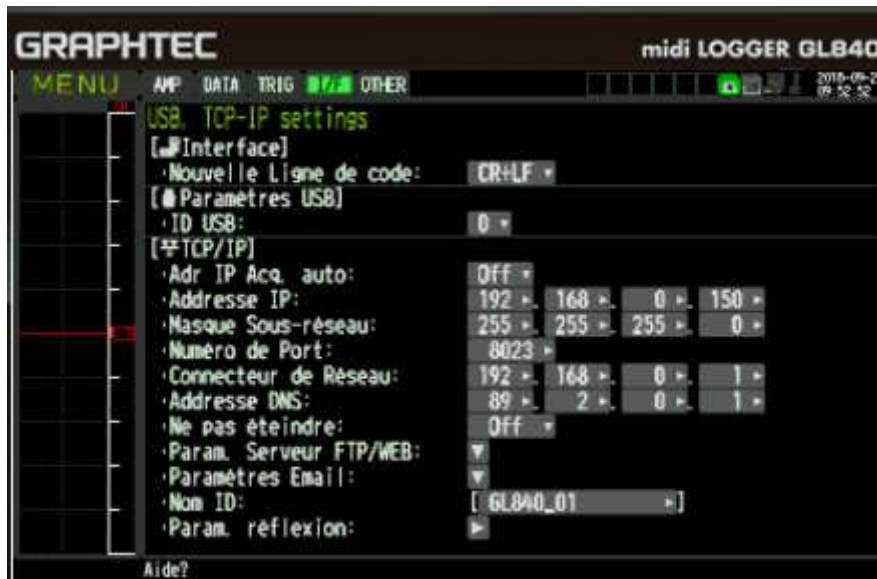 GRAPHTEC
midi LOGGER GL840
MENU AMP DATA TRIG I/F OTHER
09:52:52
USB, TCP-IP settings
[Interface]
·Nouvelle Ligne de code: CR+LF
[Paramètres USB]
·ID USB: 0
[TCP/IP]
·Adr IP Acq. auto: Off
·Addresse IP: 192 . 168 . 0 . 150
·Masque Sous-réseau: 255 . 255 . 255 . 0
·Numéro de Port: 8023
·Connecteur de Réseau: 192 . 168 . 0 . 1
·Addresse DNS: 89 . 2 . 0 . 1
·Ne pas éteindre: Off
·Param. Serveur FTP/WEB:
·Paramètres Email:
·Nom ID: [ GL840_01 ]
·Param. réflexion:
Aide?